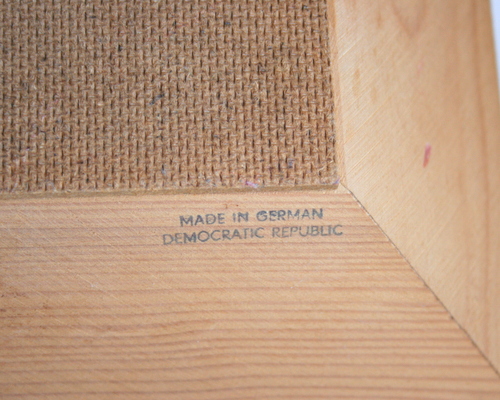 MADE IN GERMAN
DEMOCRATIC REPUBLIC